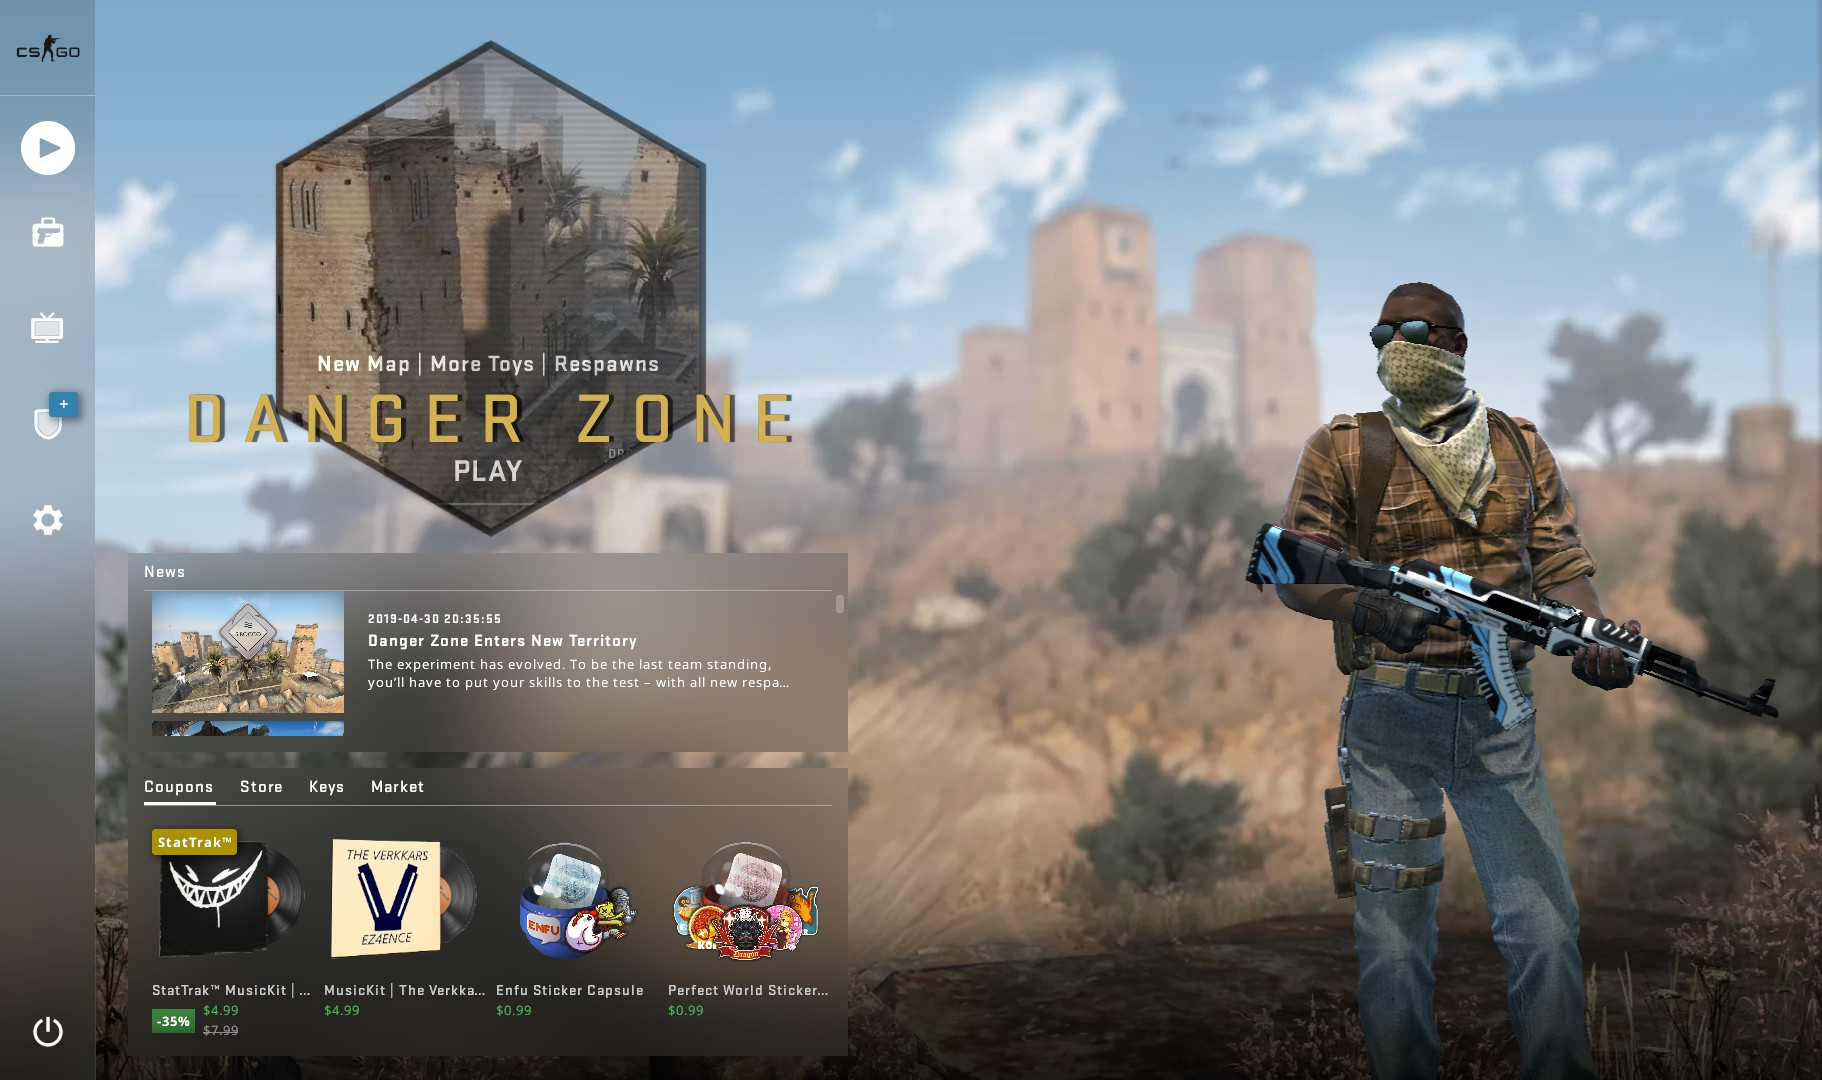 CS GO
New Map | More Toys | Respawns
DANGER ZONE
PLAY
+
News
SIROCCO
2019-04-30 20:35:55
Danger Zone Enters New Territory
The experiment has evolved. To be the last team standing,
you'll have to put your skills to the test – with all new respa...
Coupons Store Keys Market
StatTrak™
THE VERKKARS
EZ4ENCE
ENFU
Dragon
StatTrak™ MusicKit | ... MusicKit | The Verkka... Enfu Sticker Capsule Perfect World Sticker...
-35% $4.99 $4.99 $0.99 $0.99
$7.99